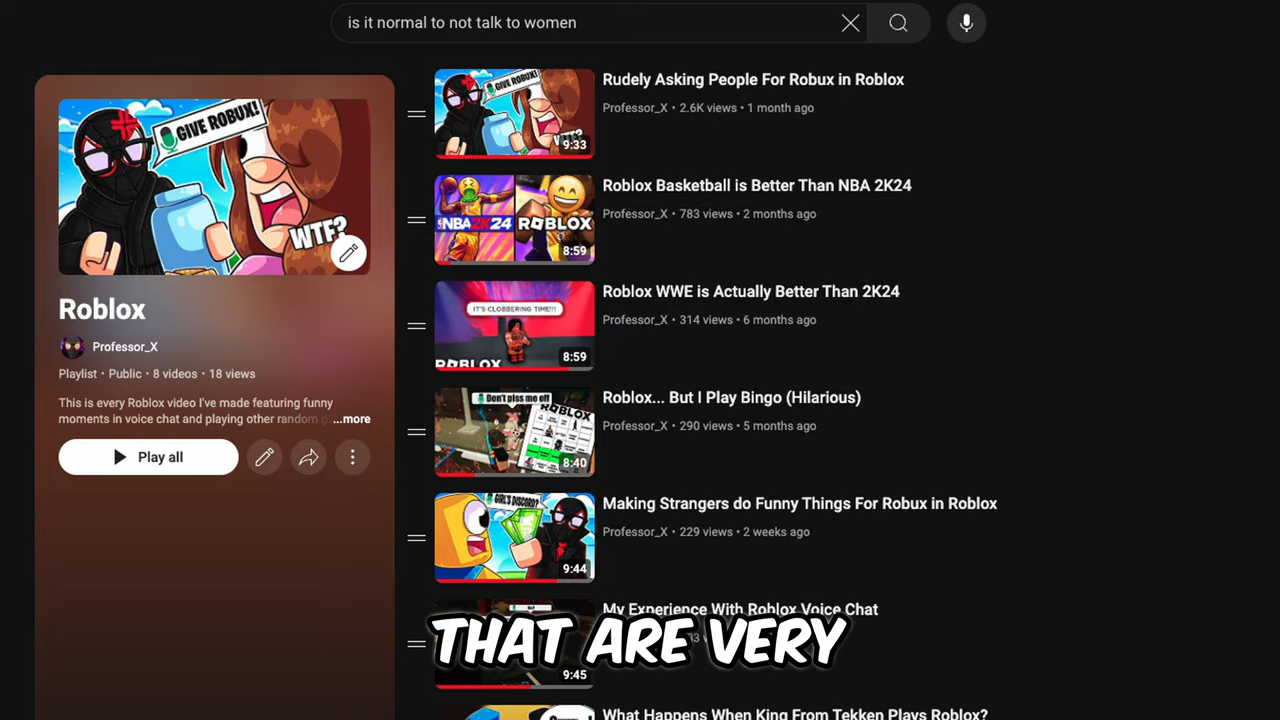 is it normal to not talk to women
GIVE ROBUX!
WTF?
Roblox
Professor_X
Playlist • Public • 8 videos • 18 views
This is every Roblox video I've made featuring funny
moments in voice chat and playing other random g ...more
Play all
GIVE ROBUX!
WTF?
9:33
Rudely Asking People For Robux in Roblox
Professor_X • 2.6K views • 1 month ago
NBA 2K24
ROBLOX
8:59
Roblox Basketball is Better Than NBA 2K24
Professor_X • 783 views • 2 months ago
IT'S CLOBBERING TIME!!!
ROBLOX
8:59
Roblox WWE is Actually Better Than 2K24
Professor_X • 314 views • 6 months ago
Don't piss me off
ROBLOX
8:40
Roblox... But I Play Bingo (Hilarious)
Professor_X • 290 views • 5 months ago
GIRL'S DISCORD?
9:44
Making Strangers do Funny Things For Robux in Roblox
Professor_X • 229 views • 2 weeks ago
9:45
My Experience With Roblox Voice Chat
THAT ARE VERY
What Happens When King From Tekken Plays Roblox?